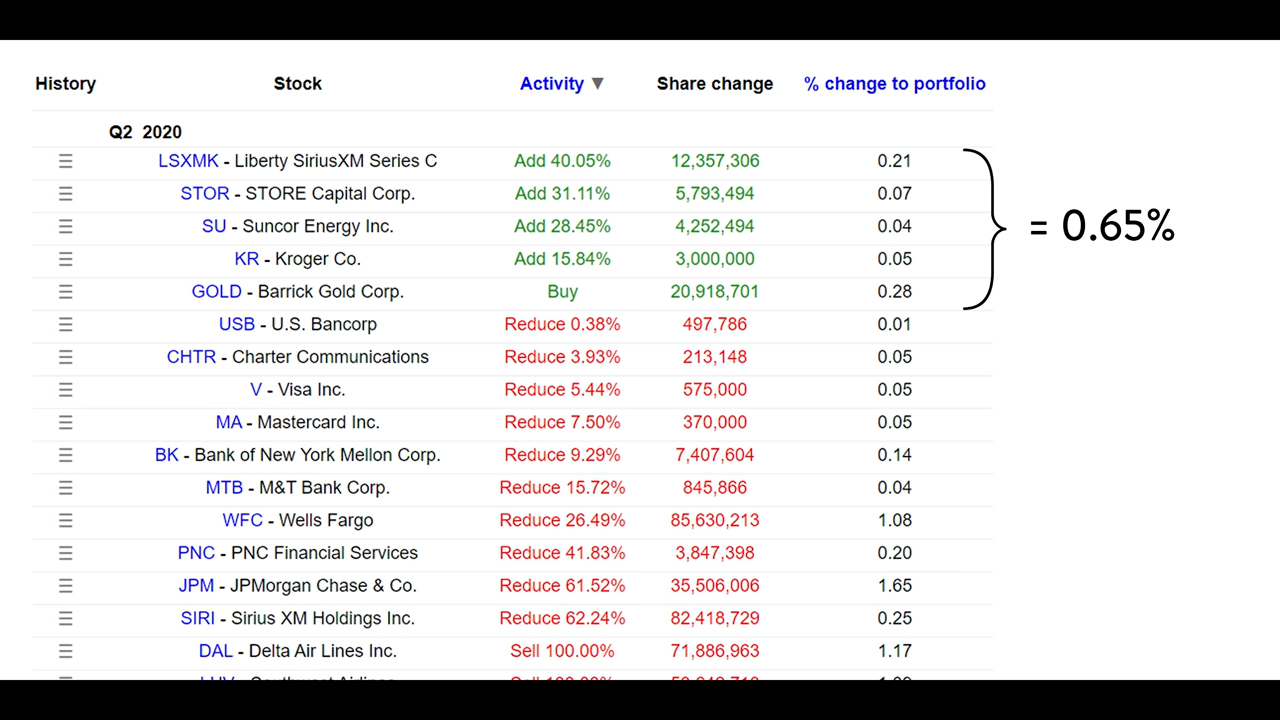 History Stock Activity ▼ Share change % change to portfolio
Q2 2020
☰ LSXMK - Liberty SiriusXM Series C Add 40.05% 12,357,306 0.21
☰ STOR - STORE Capital Corp. Add 31.11% 5,793,494 0.07
☰ SU - Suncor Energy Inc. Add 28.45% 4,252,494 0.04
= 0.65%
☰ KR - Kroger Co. Add 15.84% 3,000,000 0.05
☰ GOLD - Barrick Gold Corp. Buy 20,918,701 0.28
☰ USB - U.S. Bancorp Reduce 0.38% 497,786 0.01
☰ CHTR - Charter Communications Reduce 3.93% 213,148 0.05
☰ V - Visa Inc. Reduce 5.44% 575,000 0.05
☰ MA - Mastercard Inc. Reduce 7.50% 370,000 0.05
☰ BK - Bank of New York Mellon Corp. Reduce 9.29% 7,407,604 0.14
☰ MTB - M&T Bank Corp. Reduce 15.72% 845,866 0.04
☰ WFC - Wells Fargo Reduce 26.49% 85,630,213 1.08
☰ PNC - PNC Financial Services Reduce 41.83% 3,847,398 0.20
☰ JPM - JPMorgan Chase & Co. Reduce 61.52% 35,506,006 1.65
☰ SIRI - Sirius XM Holdings Inc. Reduce 62.24% 82,418,729 0.25
☰ DAL - Delta Air Lines Inc. Sell 100.00% 71,886,963 1.17